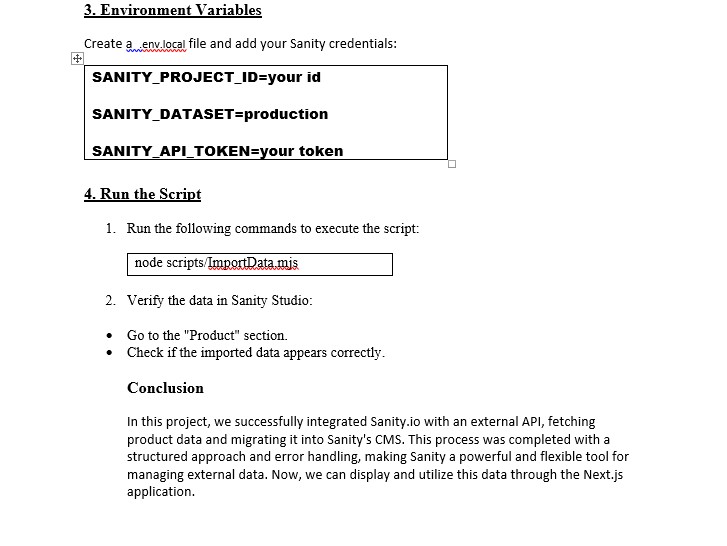 3. Environment Variables
Create a .env.local file and add your Sanity credentials:
SANITY_PROJECT_ID=your id
SANITY_DATASET=production
SANITY_API_TOKEN=your token
4. Run the Script
1. Run the following commands to execute the script:
node scripts/ImportData.mjs
2. Verify the data in Sanity Studio:
• Go to the "Product" section.
• Check if the imported data appears correctly.
Conclusion
In this project, we successfully integrated Sanity.io with an external API, fetching
product data and migrating it into Sanity's CMS. This process was completed with a
structured approach and error handling, making Sanity a powerful and flexible tool for
managing external data. Now, we can display and utilize this data through the Next.js
application.